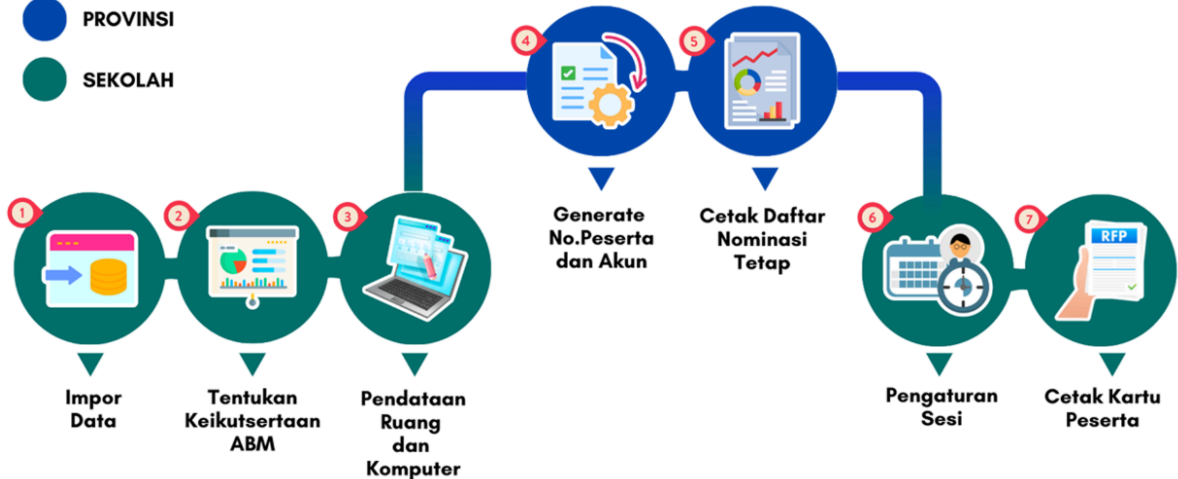 PROVINSI
SEKOLAH
1
Impor
Data
2
Tentukan
Keikutsertaan
ABM
3
Pendataan
Ruang
dan
Komputer
4
Generate
No.Peserta
dan Akun
5
Cetak Daftar
Nominasi
Tetap
6
Pengaturan
Sesi
7
RFP
Cetak Kartu
Peserta